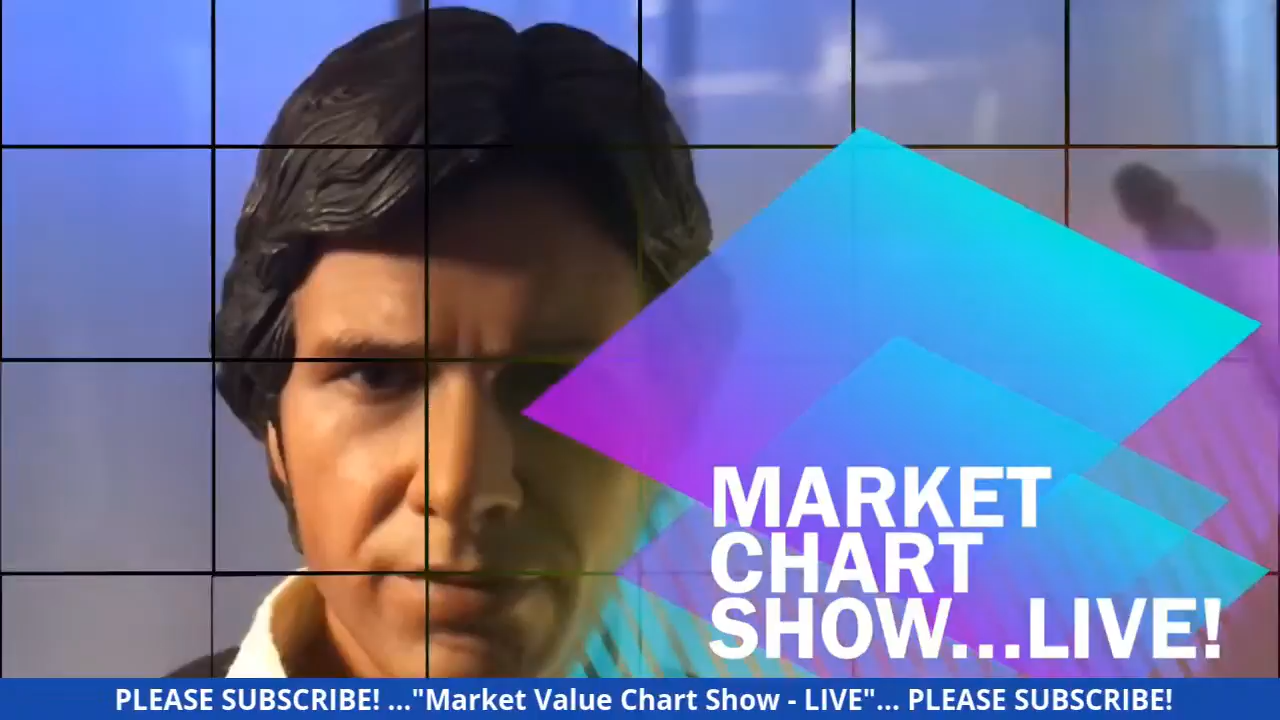 MARKET
CHART
SHOW...LIVE!
PLEASE SUBSCRIBE! ..."Market Value Chart Show - LIVE"... PLEASE SUBSCRIBE!